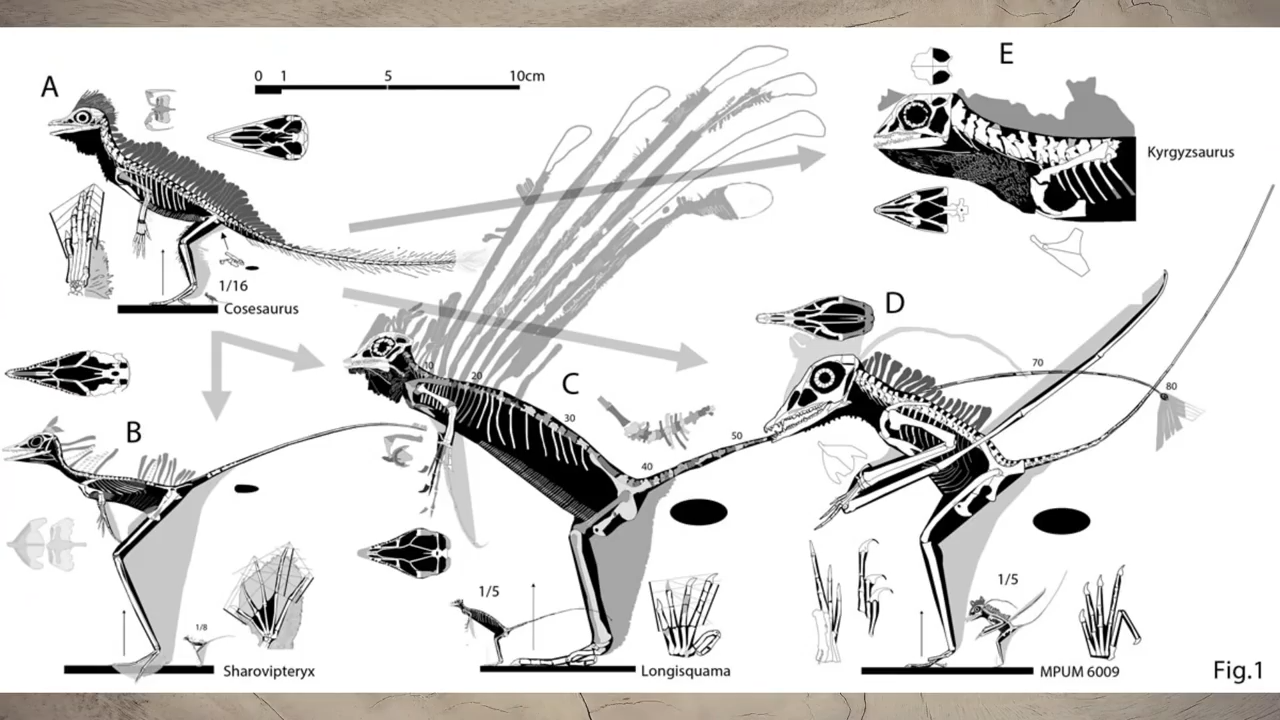 A
0 1 5 10cm
E
Kyrgyzsaurus
1/16
Cosesaurus
D
B
C
10
20
30
40
50
70
80
1/8
Sharovipteryx
1/5
Longisquama
1/5
MPUM 6009
Fig.1